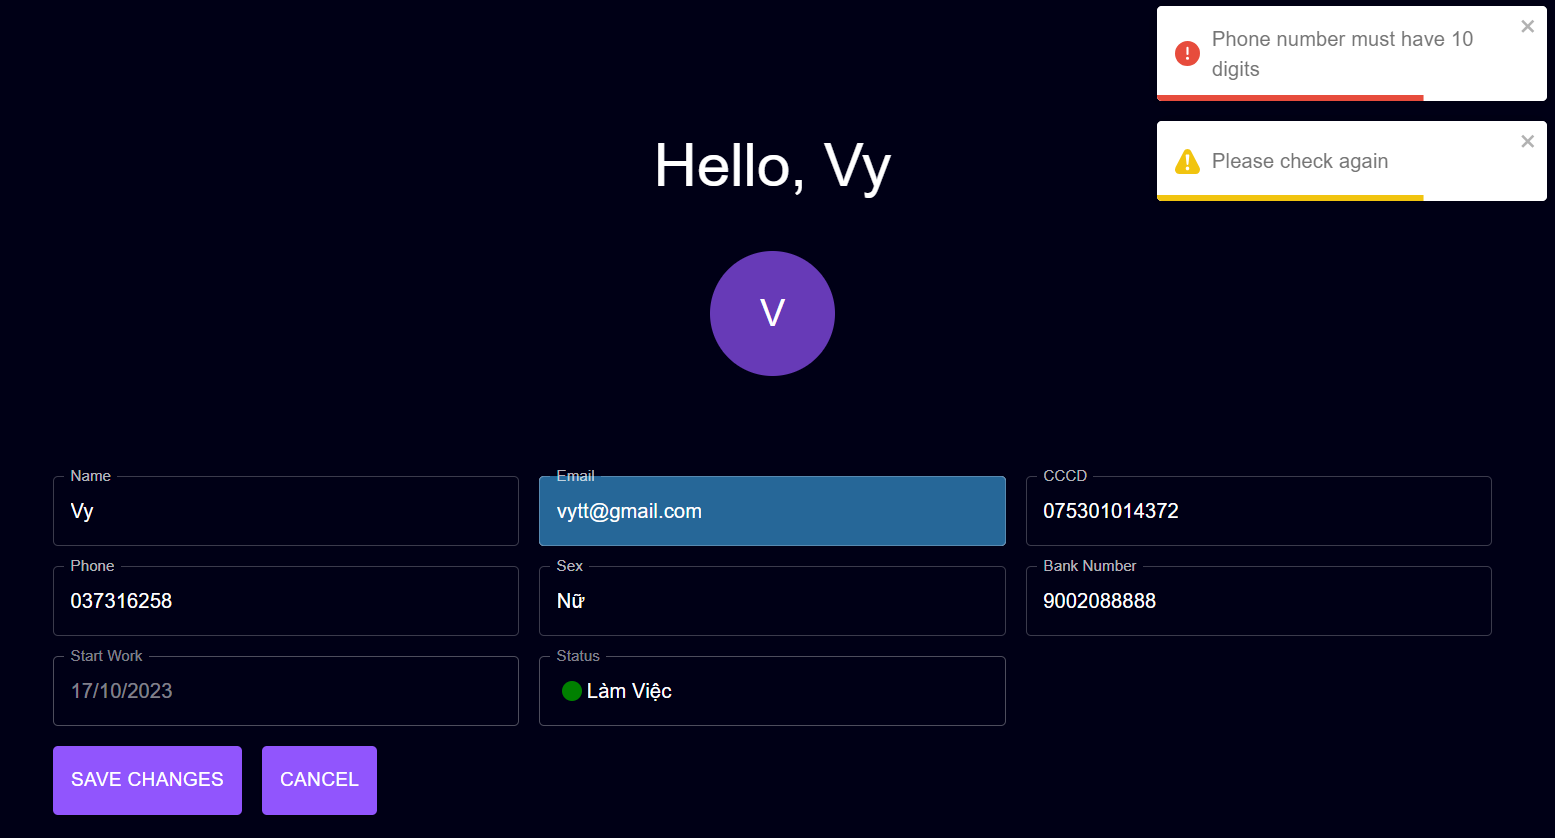 Phone number must have 10
digits
Please check again
Hello, Vy
V
Name
Vy
Email
vytt@gmail.com
CCCD
075301014372
Phone
037316258
Sex
Nữ
Bank Number
9002088888
Start Work
17/10/2023
Status
Làm Việc
SAVE CHANGES
CANCEL